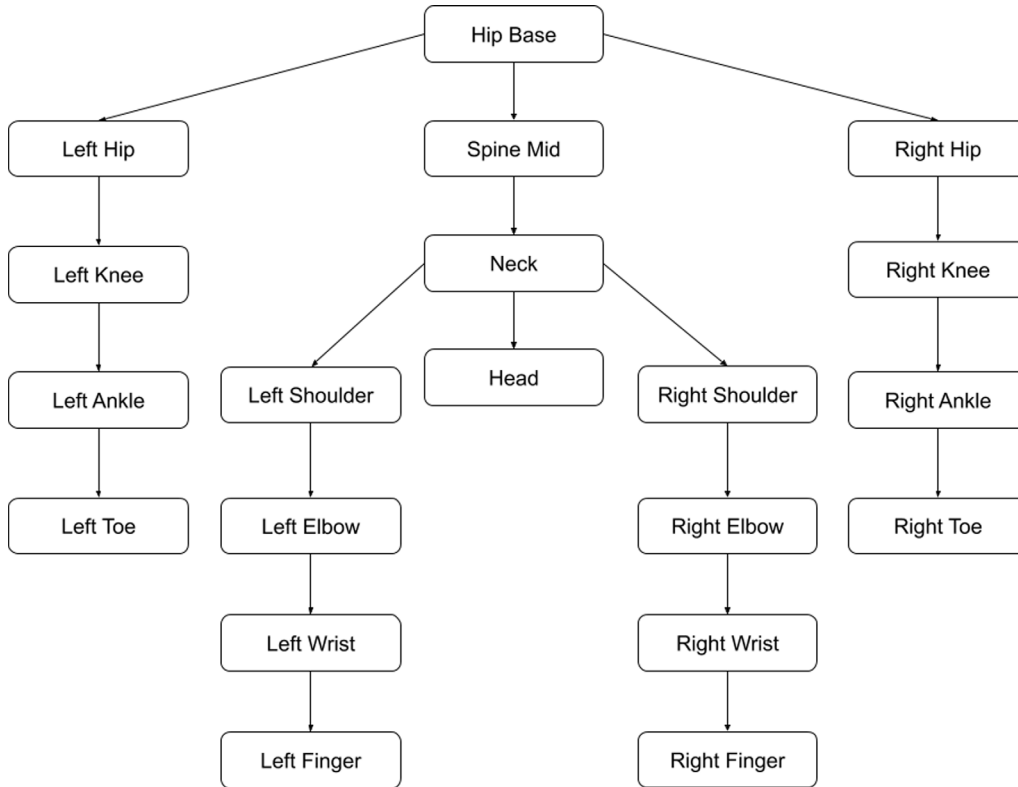 Hip Base
Left Hip
Spine Mid
Right Hip
Left Knee
Neck
Right Knee
Left Ankle
Left Shoulder
Head
Right Shoulder
Right Ankle
Left Toe
Left Elbow
Right Elbow
Right Toe
Left Wrist
Right Wrist
Left Finger
Right Finger